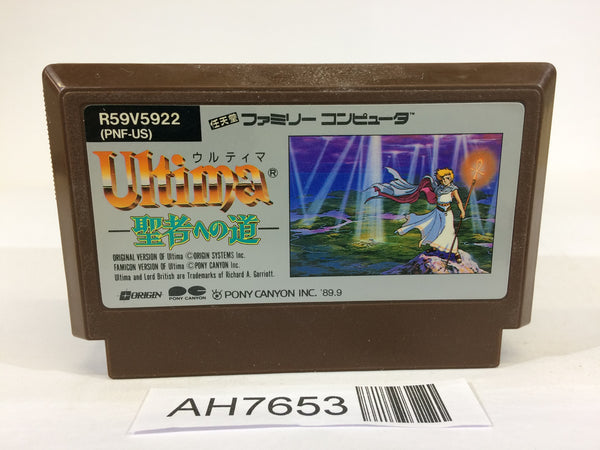 R59V5922
(PNF-US)
任天堂 ファミリー コンピュータ™
ウルティマ
Ultima®
聖者への道
ORIGINAL VERSION OF Ultima ©ORIGIN SYSTEMS Inc.
FAMICON VERSION OF Ultima ©PONY CANYON Inc.
Ultima and Lord British are Trademarks of Richard A. Garriott.
ORIGIN PONY CANYON PONY CANYON INC. '89.9
AH7653